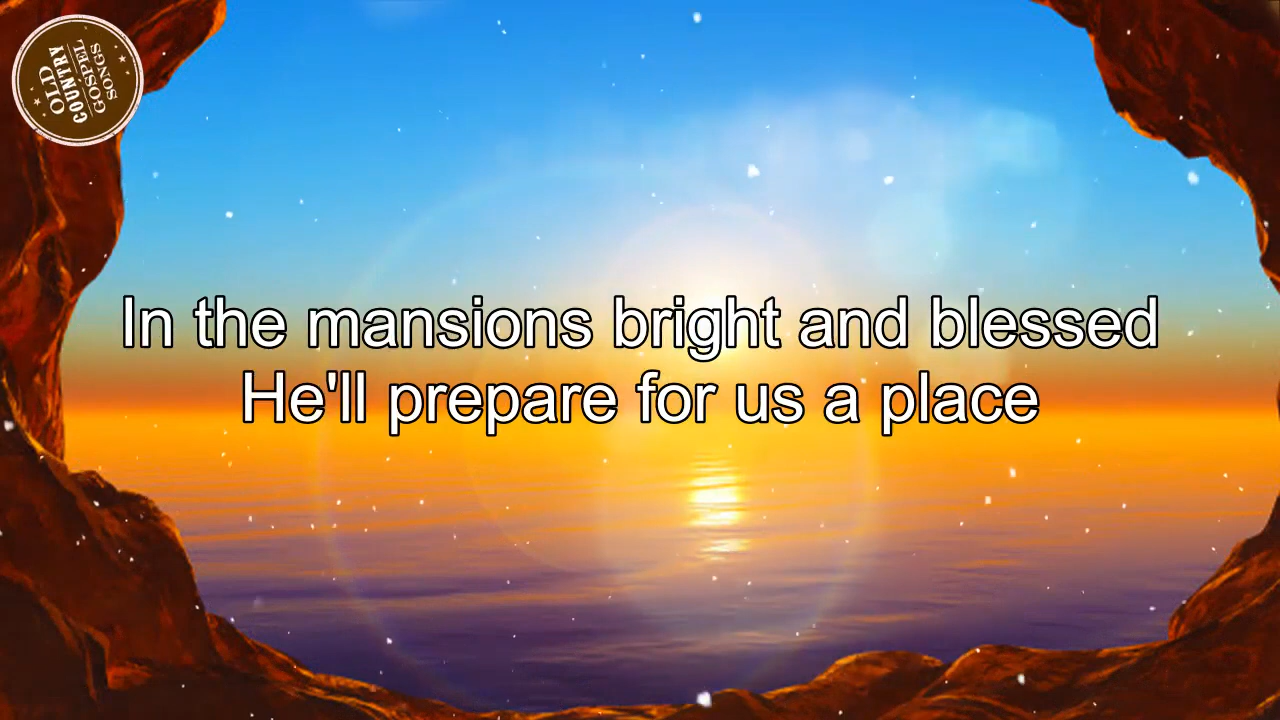 OLD
COUNTRY
GOSPEL
SONGS
In the mansions bright and blessed
He'll prepare for us a place